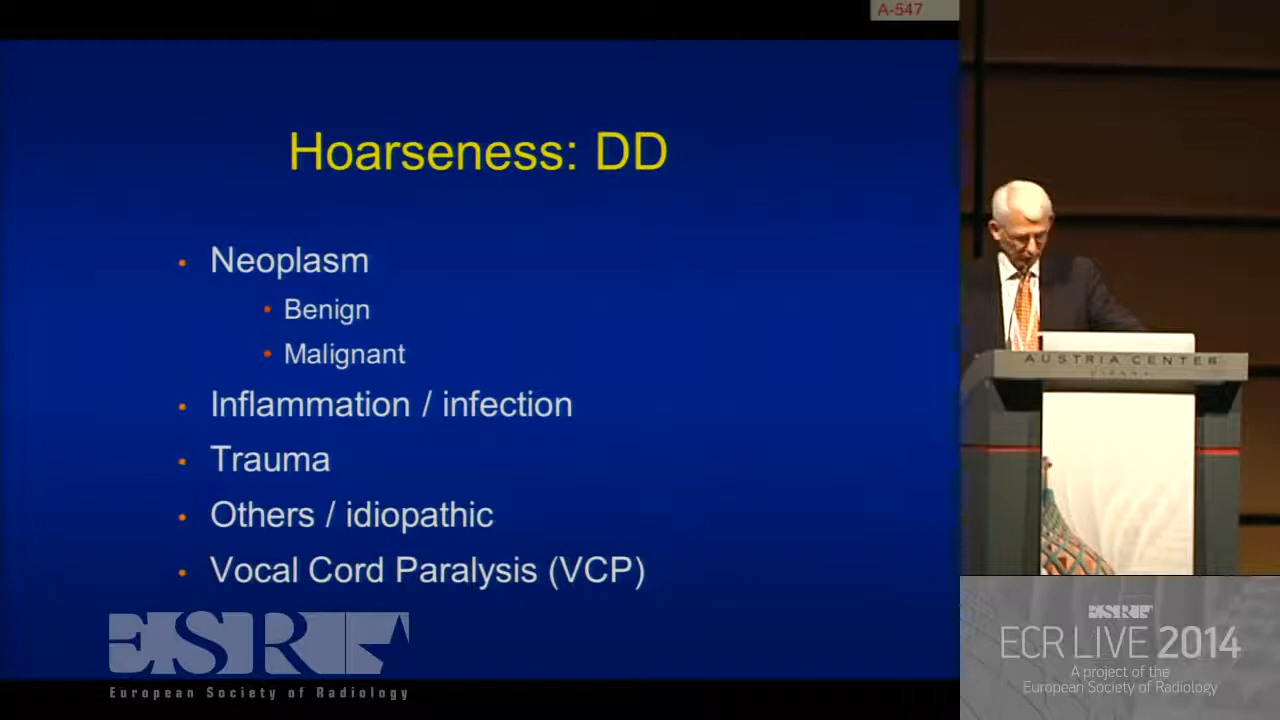 A-547
Hoarseness: DD
• Neoplasm
• Benign
• Malignant
• Inflammation / infection
• Trauma
• Others / idiopathic
• Vocal Cord Paralysis (VCP)
ESR
European Society of Radiology
AUSTRIA CENTER
VIENNA
ESR
ECR LIVE 2014
A project of the
European Society of Radiology